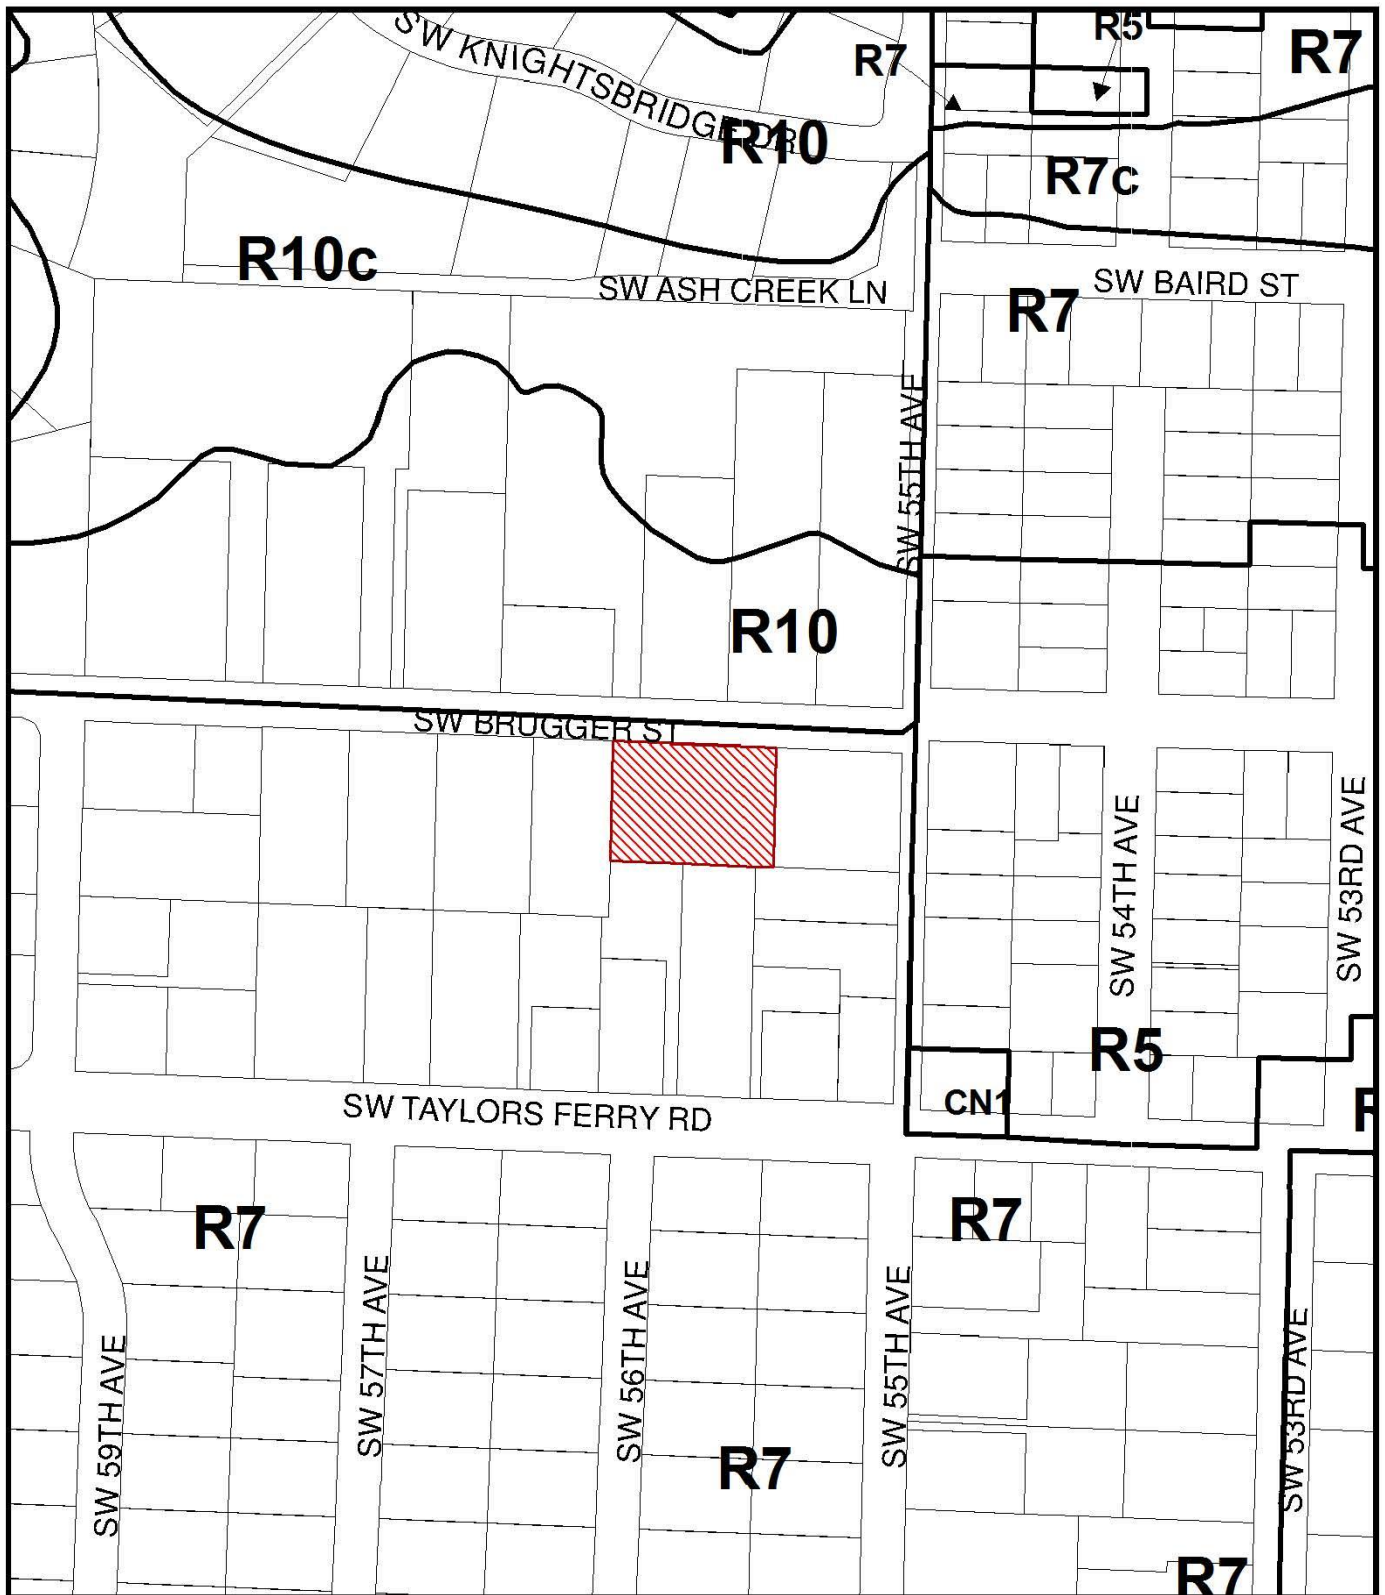 SW KNIGHTSBRIDGE DR
R5
R7
R7
R10
R7c
R10c
SW ASH CREEK LN
SW BAIRD ST
R7
SW 55TH AVE
R10
SW BRUGGER ST
SW 54TH AVE
SW 53RD AVE
R5
CN1
SW TAYLORS FERRY RD
R7
R7
SW 59TH AVE
SW 57TH AVE
SW 56TH AVE
SW 55TH AVE
SW 53RD AVE
R7
R7